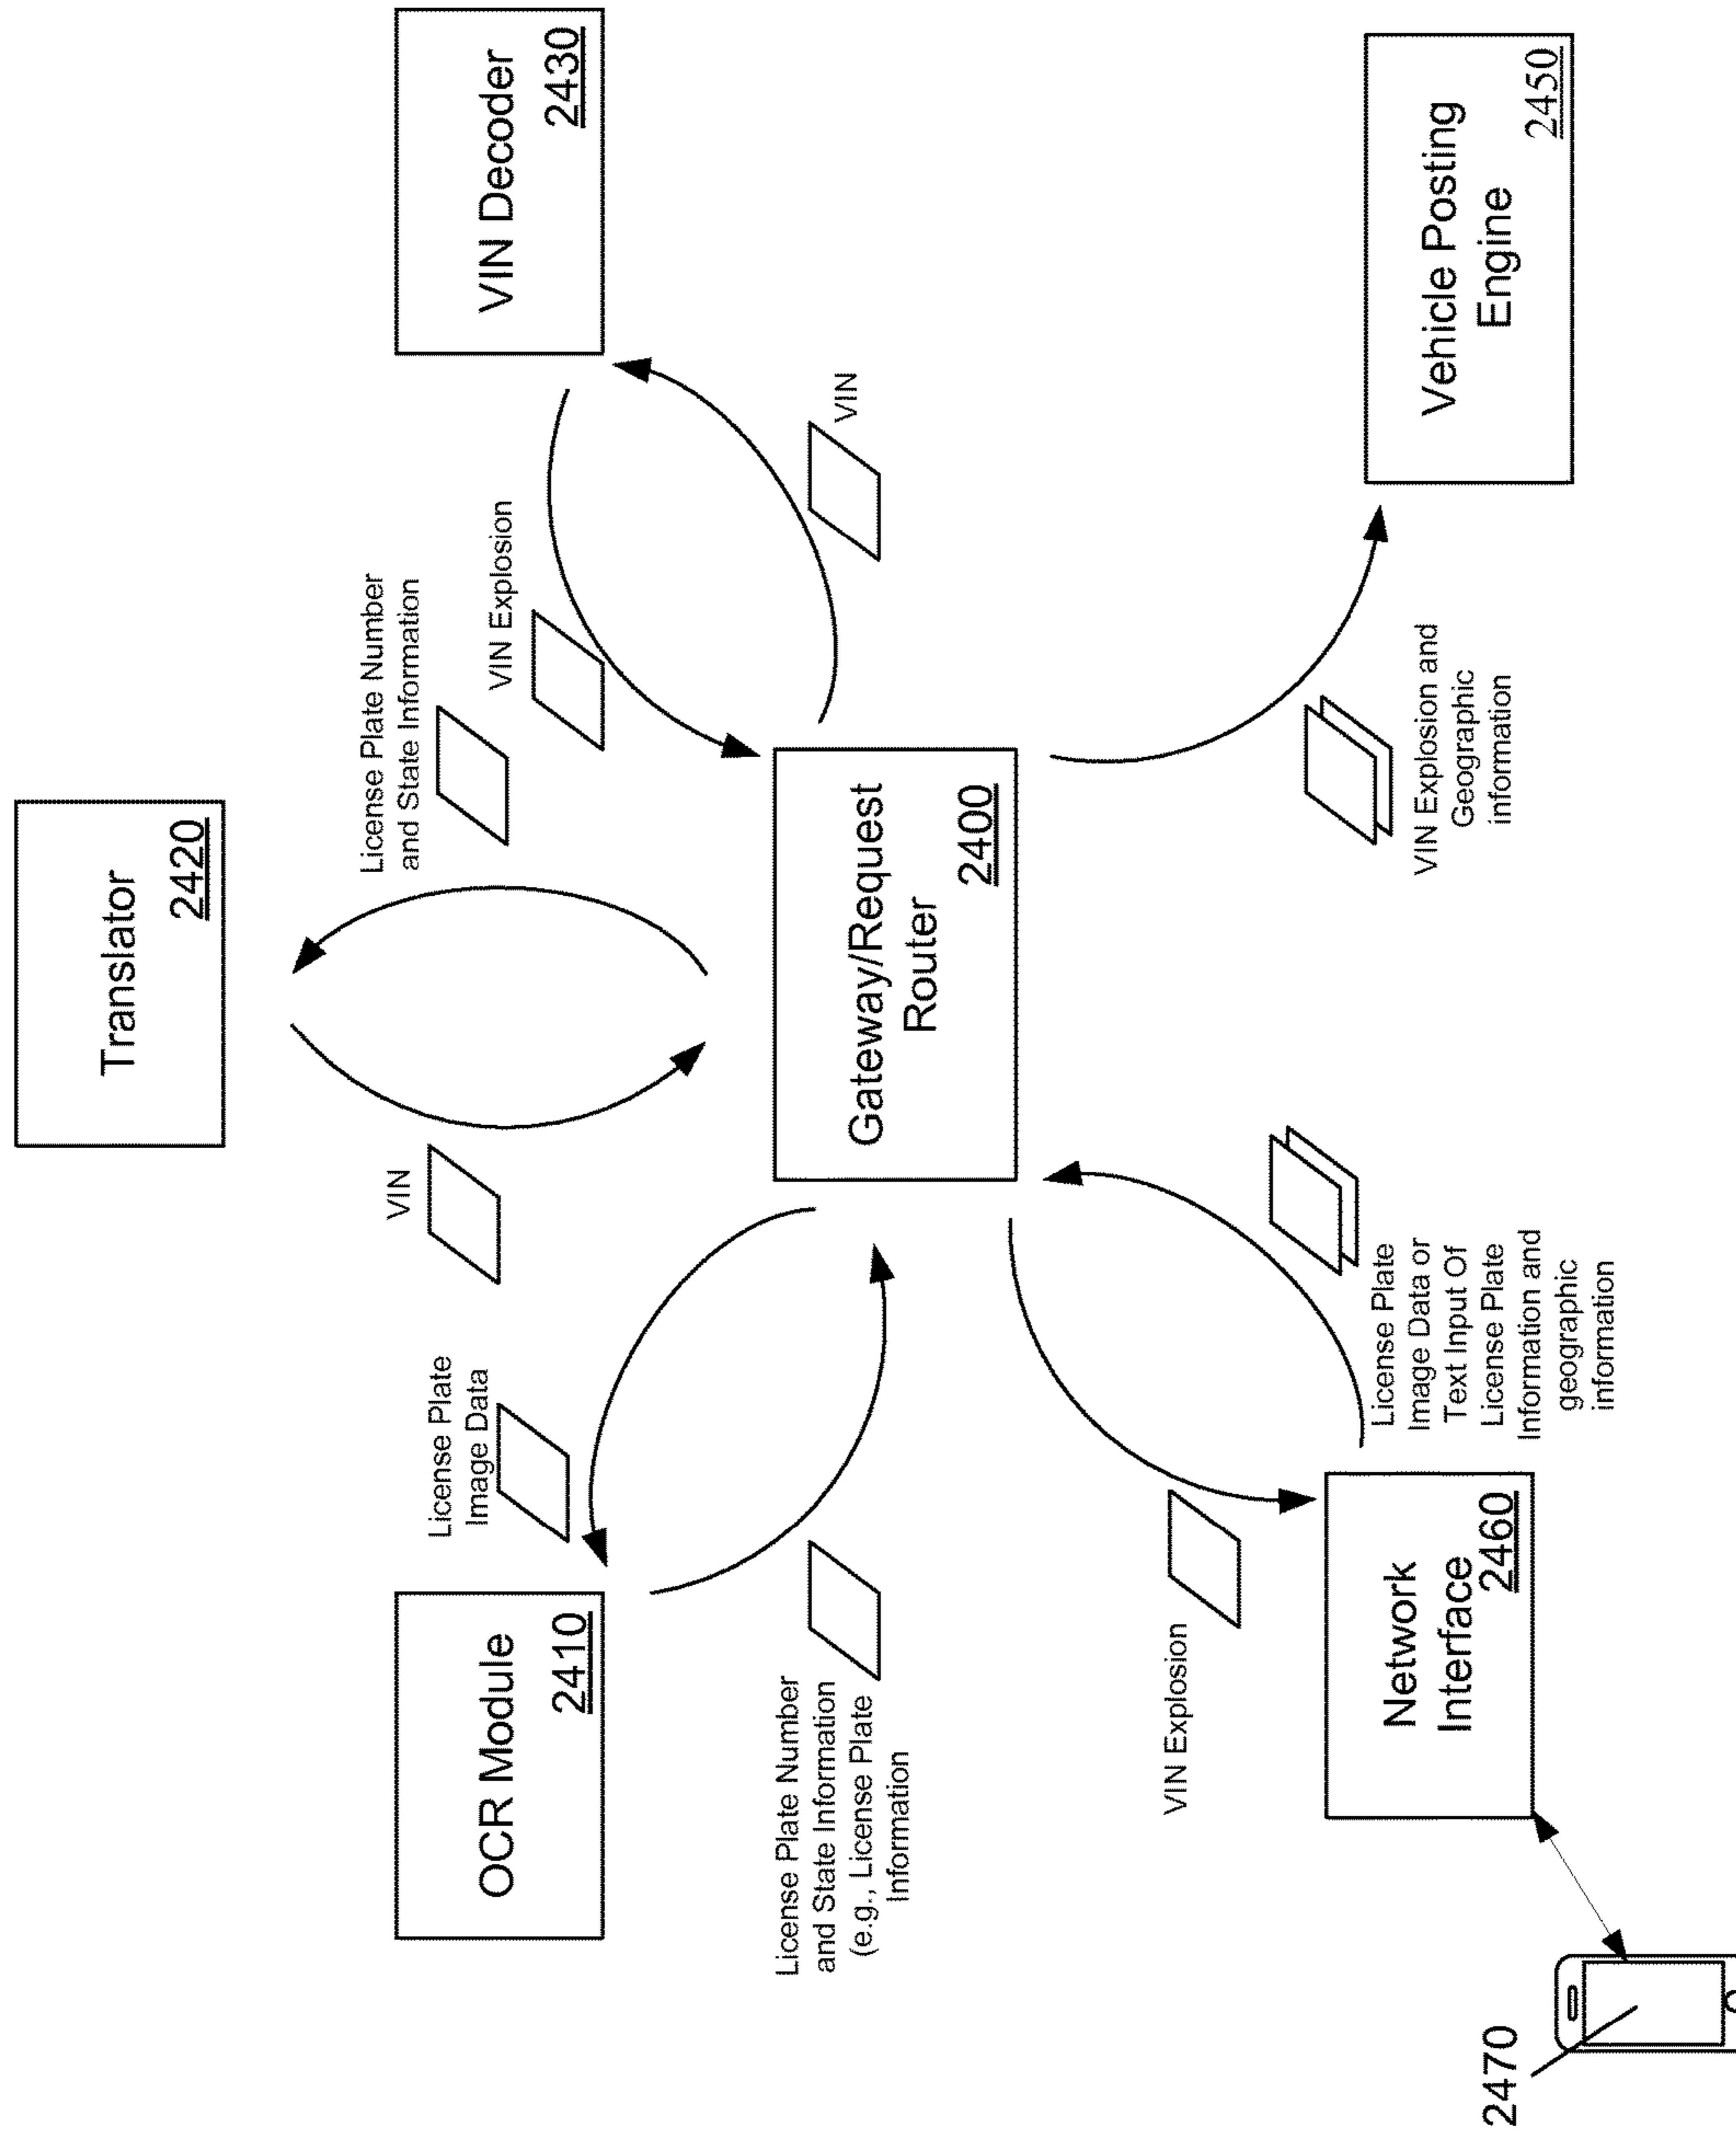 Translator
2420
License Plate Number
and State Information
VIN
VIN Explosion
VIN Decoder
2430
VIN
License Plate
Image Data
OCR Module
2410
License Plate Number
and State Information
(e.g., License Plate
Information
Gateway/Request
Router
2400
VIN Explosion
Network
Interface
2460
License Plate
Image Data or
Text Input Of
License Plate
Information and
geographic
information
VIN Explosion and
Geographic
information
Vehicle Posting
Engine
2450
2470